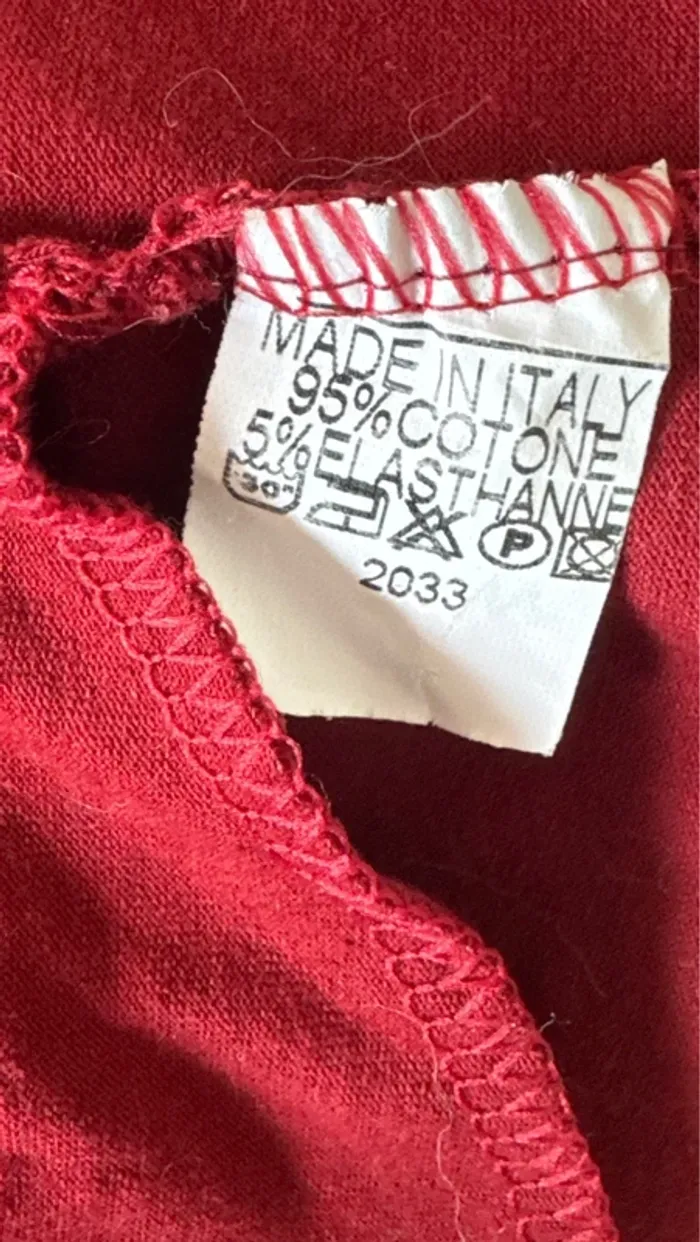 MADE IN ITALY
95% COTONE
5% ELASTHANNE
30° P
2033